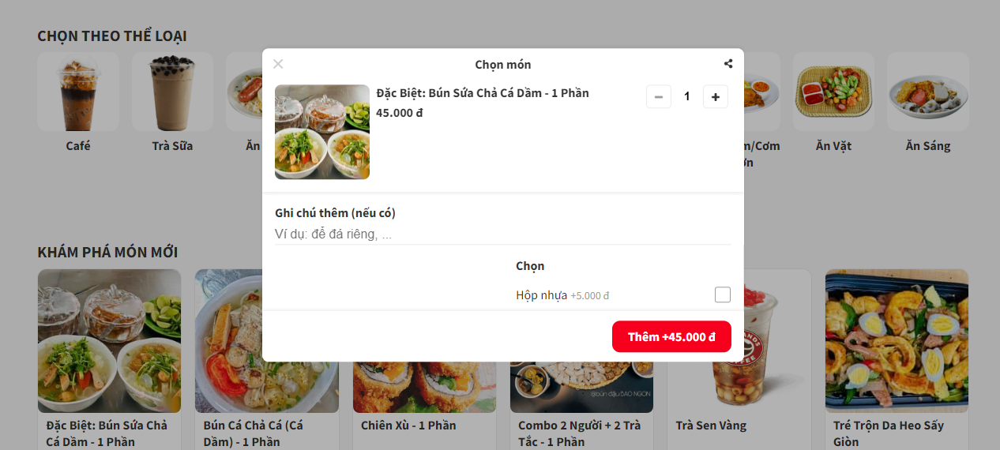 CHỌN THEO THỂ LOẠI
Chọn món
Đặc Biệt: Bún Sứa Chả Cá Dầm - 1 Phần
45.000 đ
1
Café
Trà Sữa
Ăn
m/Cơm
ơn
Ăn Vặt
Ăn Sáng
Ghi chú thêm (nếu có)
Ví dụ: để đá riêng, ...
Chọn
Hộp nhựa +5.000 đ
Thêm +45.000 đ
KHÁM PHÁ MÓN MỚI
Đặc Biệt: Bún Sứa Chả
Cá Dầm - 1 Phần
Bún Cá Chả Cá (Cá
Dầm) - 1 Phần
Chiên Xù - 1 Phần
Combo 2 Người + 2 Trà
Tắc - 1 Phần
Trà Sen Vàng
Tré Trộn Da Heo Sấy
Giòn